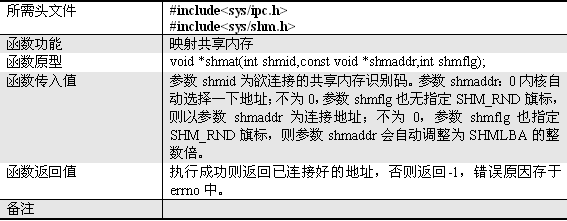 所需头文件
#include<sys/ipc.h>
#include<sys/shm.h>
函数功能
映射共享内存
函数原型
void *shmat(int shmid,const void *shmaddr,int shmflg);
函数传入值
参数 shmid 为欲连接的共享内存识别码。参数 shmaddr：0 内核自
动选择一下地址；不为 0，参数 shmflg 也无指定 SHM_RND 旗标，
则以参数 shmaddr 为连接地址；不为 0，参数 shmflg 也指定
SHM_RND 旗标，则参数 shmaddr 会自动调整为 SHMLBA 的整
数倍。
函数返回值
执行成功则返回已连接好的地址，否则返回-1，错误原因存于
errno 中。
备注